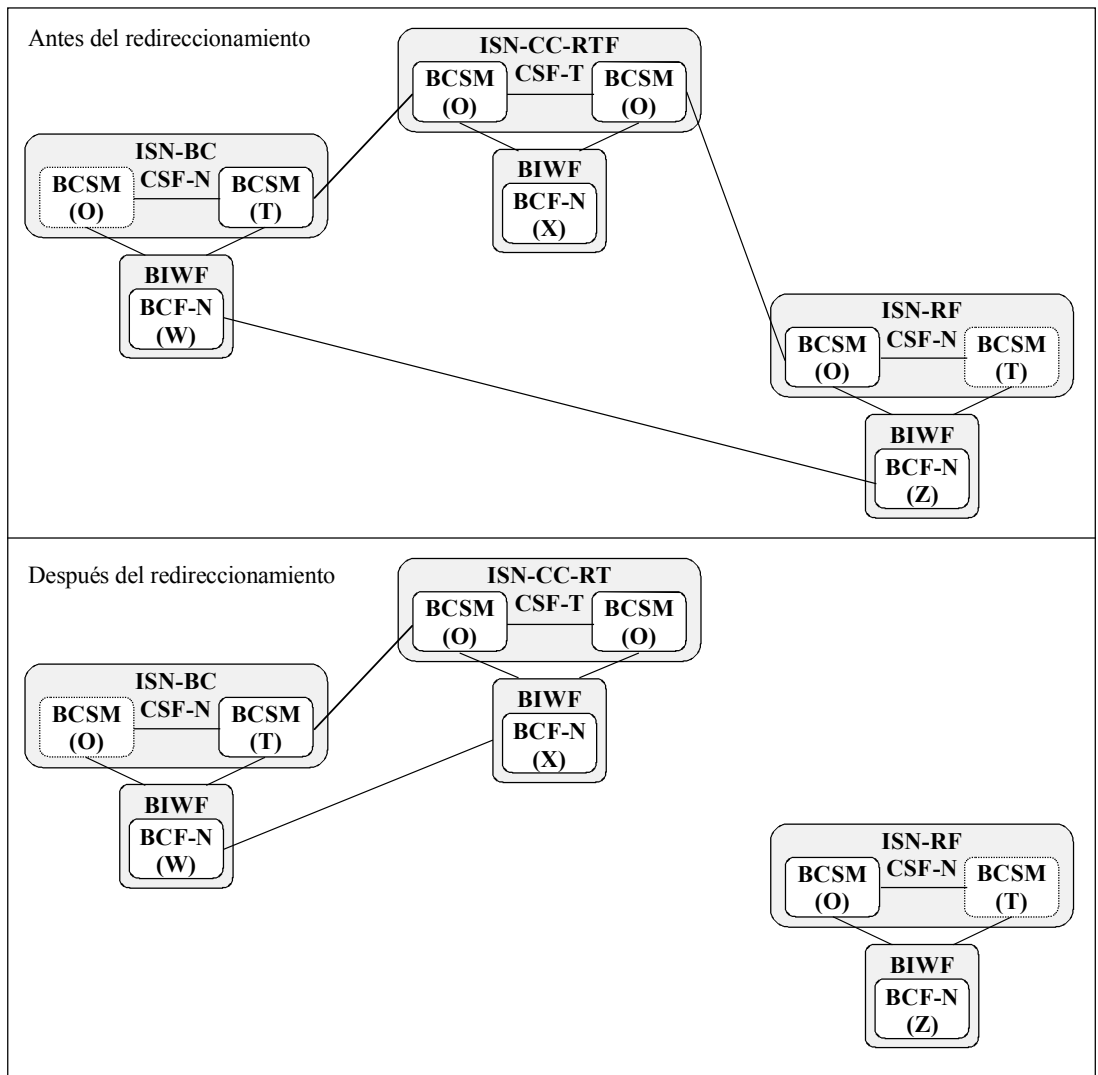 Antes del redireccionamiento
ISN-CC-RTF
CSF-T
BCSM
(O)
BCSM
(O)
BIWF
BCF-N
(X)
ISN-BC
CSF-N
BCSM
(O)
BCSM
(T)
BIWF
BCF-N
(W)
ISN-RF
CSF-N
BCSM
(O)
BCSM
(T)
BIWF
BCF-N
(Z)
Después del redireccionamiento
ISN-CC-RT
CSF-T
BCSM
(O)
BCSM
(O)
BIWF
BCF-N
(X)
ISN-BC
CSF-N
BCSM
(O)
BCSM
(T)
BIWF
BCF-N
(W)
ISN-RF
CSF-N
BCSM
(O)
BCSM
(T)
BIWF
BCF-N
(Z)